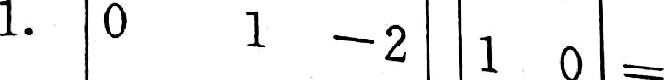 1. |0 1 −2| |1 0| =